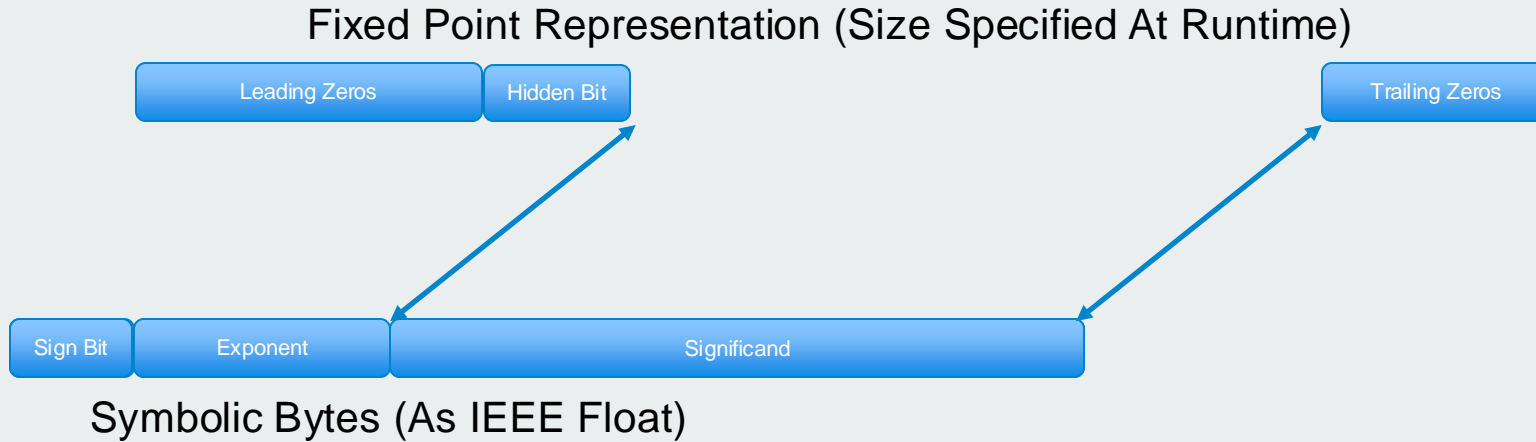 Fixed Point Representation (Size Specified At Runtime)
Leading Zeros Hidden Bit Trailing Zeros
Sign Bit Exponent Significand
Symbolic Bytes (As IEEE Float)